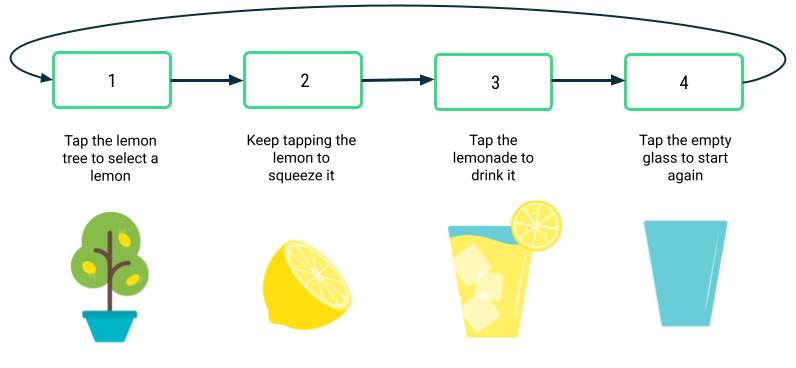 1
2
3
4
Tap the lemon
tree to select a
lemon
Keep tapping the
lemon to
squeeze it
Tap the
lemonade to
drink it
Tap the empty
glass to start
again